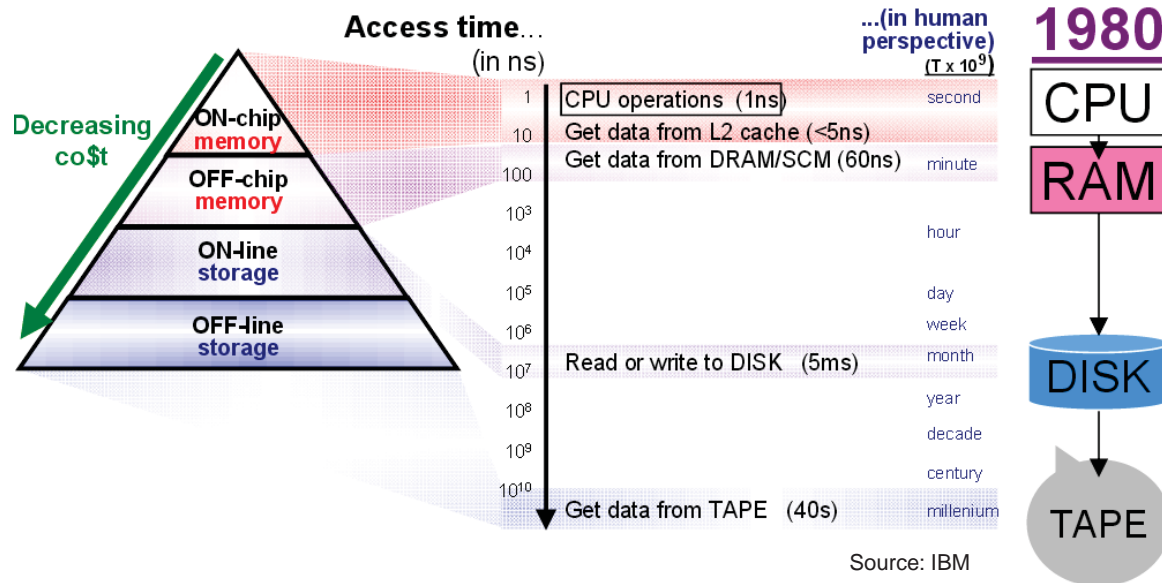 Access time...
(in ns)
...(in human
perspective)
(T x 10⁹)
1980
Decreasing
co$t
ON-chip
memory
OFF-chip
memory
ON-line
storage
OFF-line
storage
1
10
100
10³
10⁴
10⁵
10⁶
10⁷
10⁸
10⁹
10¹⁰
CPU operations (1ns)
Get data from L2 cache (<5ns)
Get data from DRAM/SCM (60ns)
Read or write to DISK (5ms)
Get data from TAPE (40s)
second
minute
hour
day
week
month
year
decade
century
millenium
CPU
RAM
DISK
TAPE
Source: IBM